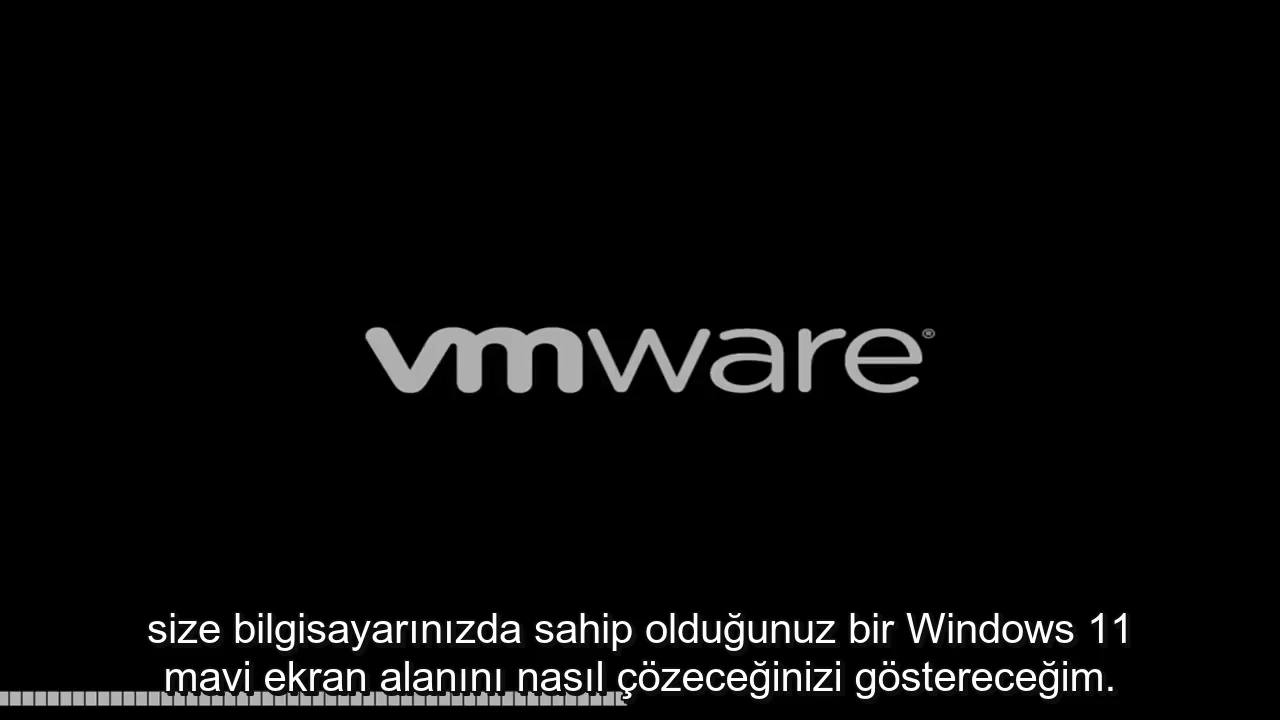 vmware®
size bilgisayarınızda sahip olduğunuz bir Windows 11
mavi ekran alanını nasıl çözeceğinizi göstereceğim.